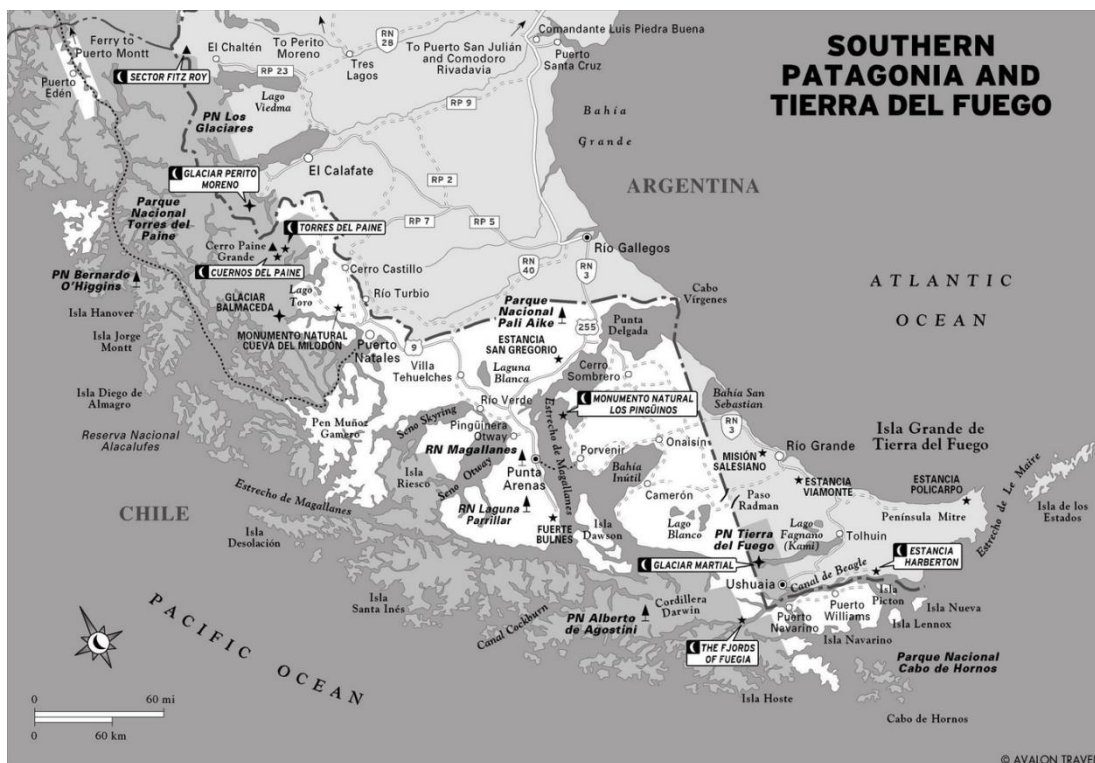 SOUTHERN
PATAGONIA AND
TIERRA DEL FUEGO
Ferry to
Puerto Montt
Puerto
Edén
El Chaltén
SECTOR FITZ ROY
To Perito
Moreno
RN
28
Tres
Lagos
To Puerto San Julián
and Comodoro
Rivadavia
Comandante Luis Piedra Buena
Puerto
Santa Cruz
RP 23
Lago
Viedma
RP 9
Bahía
Grande
PN Los
Glaciares
El Calafate
RP 2
ARGENTINA
GLACIAR PERITO
MORENO
Parque
Nacional
Torres del
Paine
RP 7
RP 5
TORRES DEL PAINE
Cerro Paine
Grande
CUERNOS DEL PAINE
Río Gallegos
RN
40
RN
3
Cerro Castillo
PN Bernardo
O'Higgins
Lago
Toro
Río Turbio
Cabo
Vírgenes
ATLANTIC
OCEAN
Isla Hanover
GLACIAR
BALMACEDA
Parque
Nacional
Pali Aike
Punta
Delgada
Isla Jorge
Montt
MONUMENTO NATURAL
CUEVA DEL MILODÓN
Puerto
Natales
9
255
ESTANCIA
SAN GREGORIO
Villa
Tehuelches
Laguna
Blanca
Cerro
Sombrero
Isla Diego de
Almagro
Bahía San
Sebastian
MONUMENTO NATURAL
LOS PINGÜINOS
Río Verde
Pen Muñoz
Gamero
Seno Skyring
Estrecho de Magallanes
RN
3
Isla Grande de
Tierra del Fuego
Reserva Nacional
Alacalufes
Pingüinera
Otway
Onaisín
Río Grande
RN Magallanes
Porvenir
MISIÓN
SALESIANO
Isla
Riesco
Seno Otway
Punta
Arenas
Bahía
Inútil
ESTANCIA
VIAMONTE
ESTANCIA
POLICARPO
Estrecho de Le Maire
Estrecho de Magallanes
Camerón
Paso
Radman
CHILE
RN Laguna
Parrillar
Península Mitre
Isla de los
Estados
Isla
Desolación
FUERTE
BULNES
Isla
Dawson
Lago
Blanco
PN Tierra
del Fuego
Lago
Fagnano
(Kami)
Tolhuin
GLACIAR MARTIAL
ESTANCIA
HARBERTON
Ushuaia
Canal de Beagle
Isla
Picton
Isla
Santa Inés
Cordillera
Darwin
PN Alberto
de Agostini
Canal Cockburn
Puerto
Navarino
Puerto
Williams
Isla Nueva
Isla Lennox
Isla Navarino
THE FJORDS
OF FUEGIA
Parque Nacional
Cabo de Hornos
PACIFIC OCEAN
Isla Hoste
Cabo de Hornos
0 60 mi
0 60 km
© AVALON TRAVEL